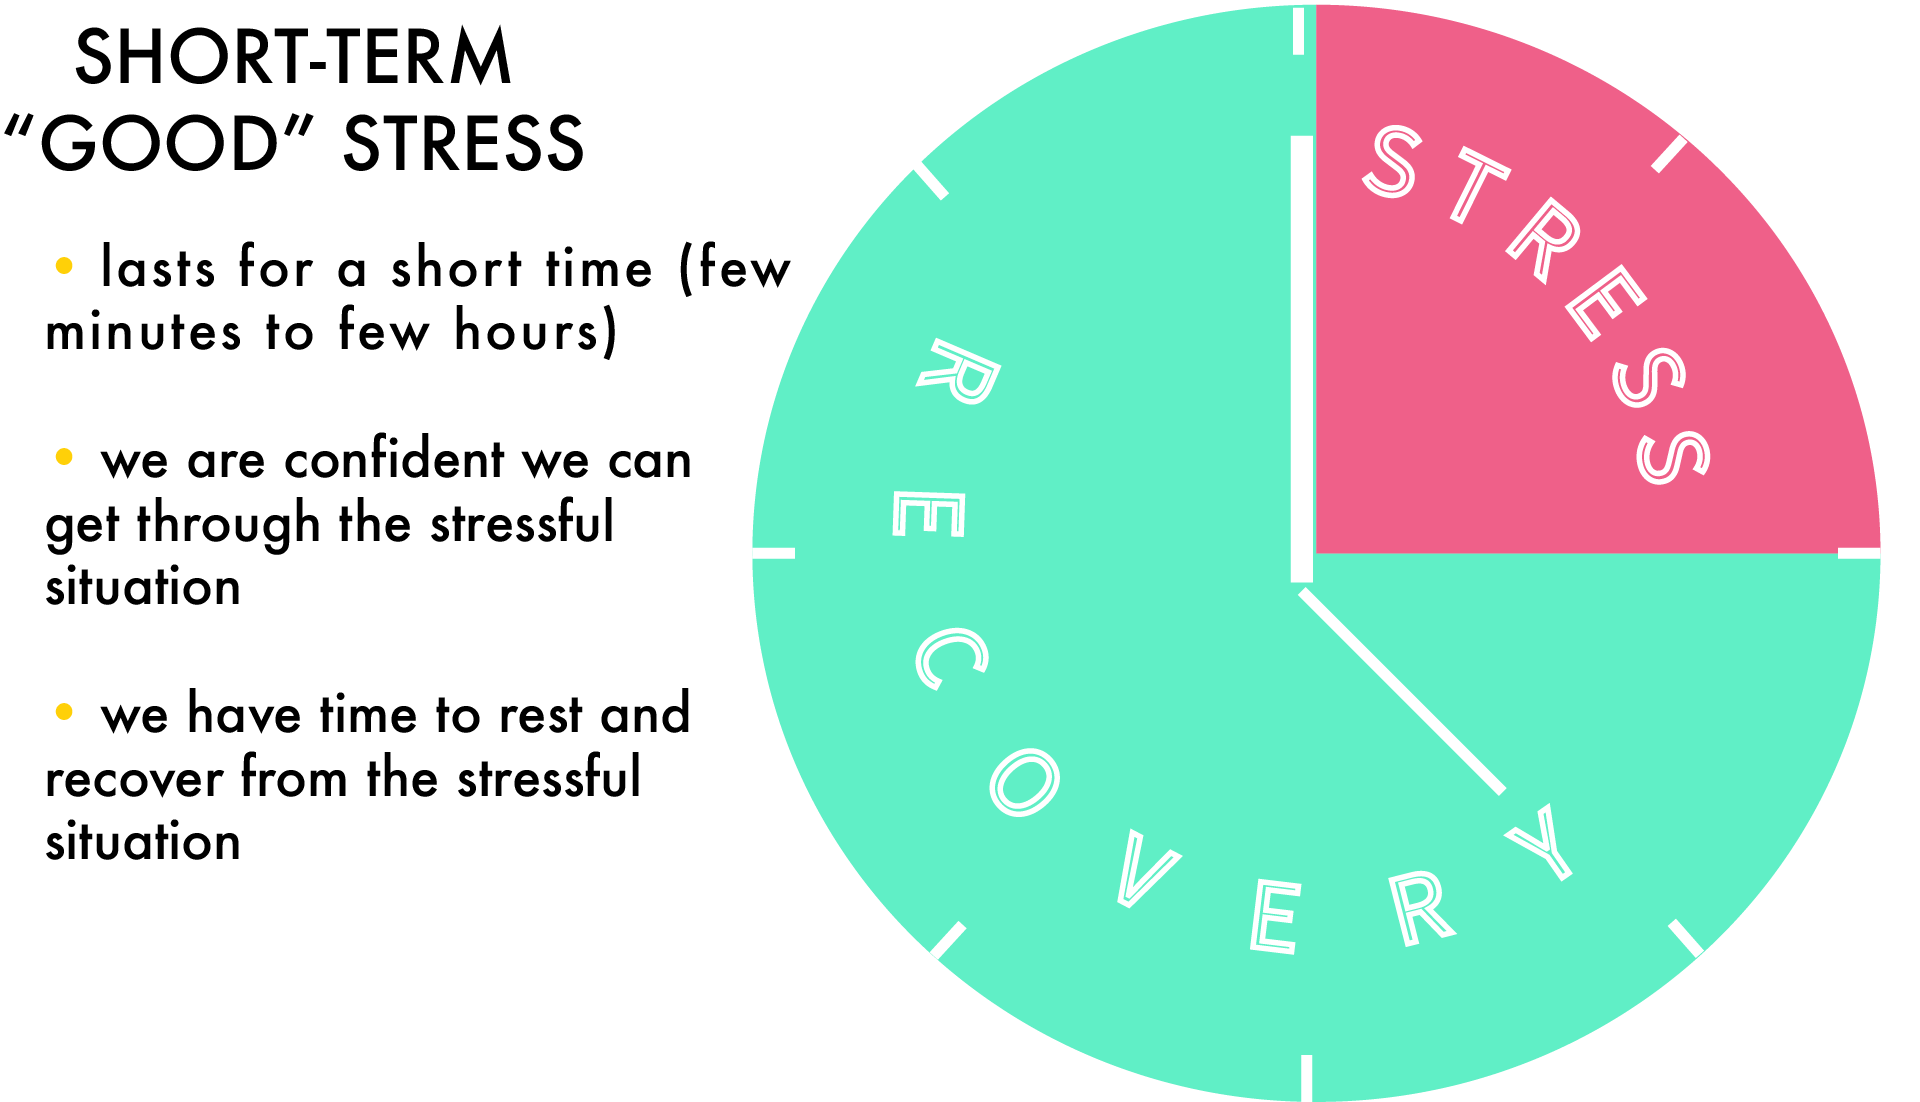 SHORT-TERM
“GOOD” STRESS
• lasts for a short time (few
minutes to few hours)
• we are confident we can
get through the stressful
situation
• we have time to rest and
recover from the stressful
situation
STRESS
RECOVERY